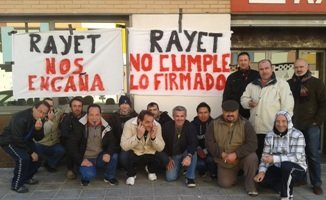 RAYET
NOS
ENGAÑA
RAYET
NO CUMPLE
LO FIRMADO